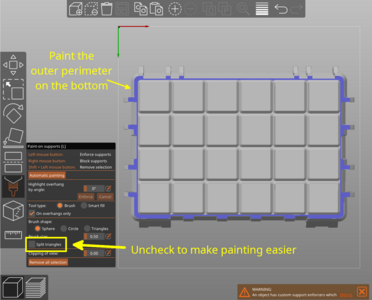 Paint the
outer perimeter
on the bottom
Paint-on supports [L]
Left mouse button: Enforce supports
Right mouse button: Block supports
Shift + Left mouse button: Remove selection
Automatic painting
Highlight overhang
by angle:
Enforce
Cancel
Tool type: Brush Smart fill
On overhangs only
Brush shape:
Sphere Circle Triangles
Split triangles
Uncheck to make painting easier
Clipping of view:
Remove all selection
WARNING:
An object has custom support enforcers which